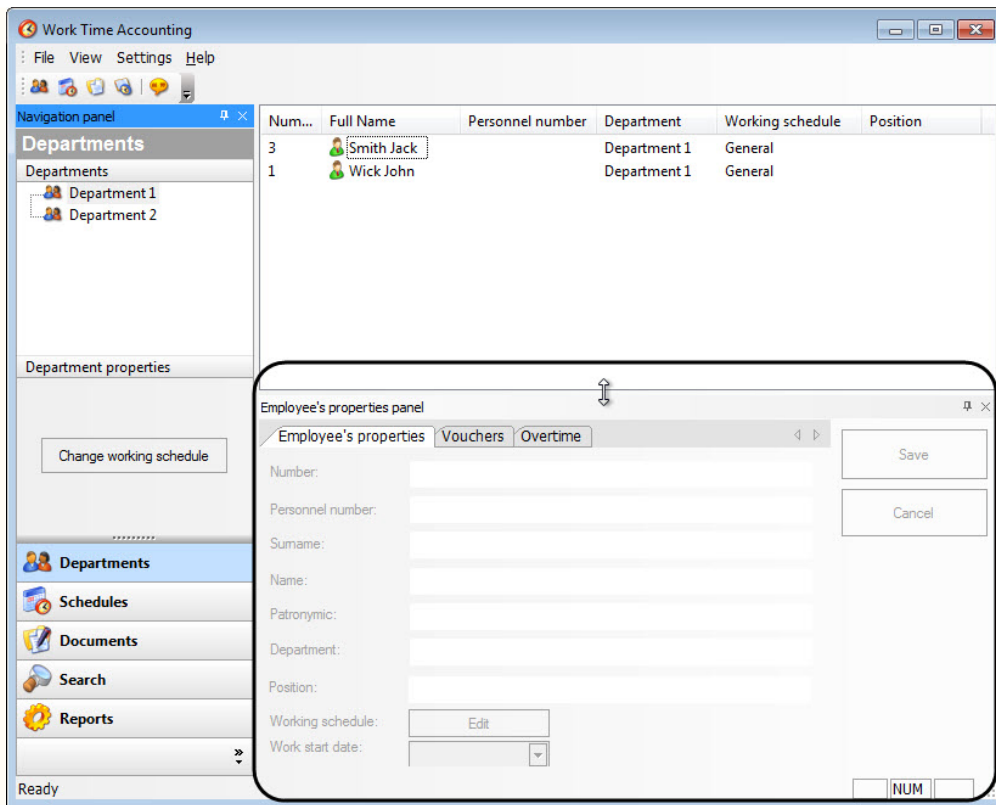 Work Time Accounting
File View Settings Help
Navigation panel
Departments
Departments
Department 1
Department 2
Department properties
Change working schedule
Departments
Schedules
Documents
Search
Reports
»
Ready
Num... Full Name Personnel number Department Working schedule Position
3 Smith Jack Department 1 General
1 Wick John Department 1 General
Employee's properties panel
Employee's properties Vouchers Overtime
Number:
Personnel number:
Surname:
Name:
Patronymic:
Department:
Position:
Working schedule: Edit
Work start date:
Save
Cancel
NUM